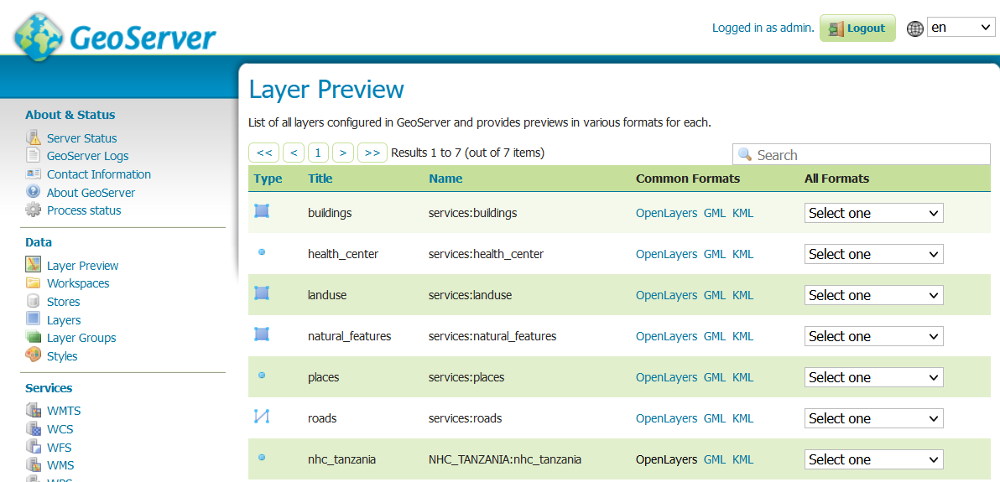 GeoServer
Logged in as admin. Logout en
About & Status
Server Status
GeoServer Logs
Contact Information
About GeoServer
Process status
Data
Layer Preview
Workspaces
Stores
Layers
Layer Groups
Styles
Services
WMTS
WCS
WFS
WMS
WPS
Layer Preview
List of all layers configured in GeoServer and provides previews in various formats for each.
<< < 1 > >> Results 1 to 7 (out of 7 items) Search
Type Title Name Common Formats All Formats
buildings services:buildings OpenLayers GML KML Select one
health_center services:health_center OpenLayers GML KML Select one
landuse services:landuse OpenLayers GML KML Select one
natural_features services:natural_features OpenLayers GML KML Select one
places services:places OpenLayers GML KML Select one
roads services:roads OpenLayers GML KML Select one
nhc_tanzania NHC_TANZANIA:nhc_tanzania OpenLayers GML KML Select one